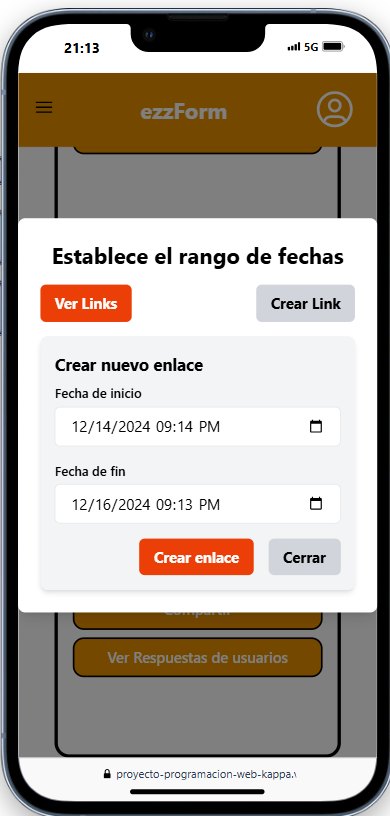 21:13
5G
ezzForm
Establece el rango de fechas
Ver Links
Crear Link
Crear nuevo enlace
Fecha de inicio
12/14/2024 09:14 PM
Fecha de fin
12/16/2024 09:13 PM
Crear enlace
Cerrar
Compartir
Ver Respuestas de usuarios
proyecto-programacion-web-kappa.v